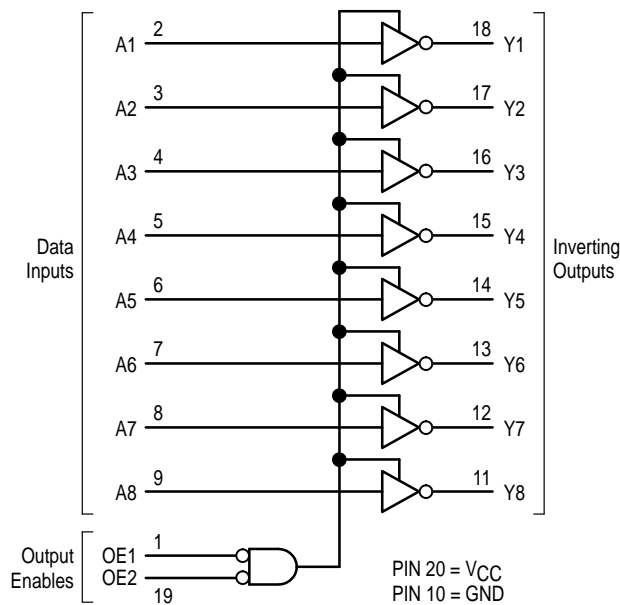 A1 2 18 Y1
A2 3 17 Y2
A3 4 16 Y3
A4 5 15 Y4
Data
Inputs
Inverting
Outputs
A5 6 14 Y5
A6 7 13 Y6
A7 8 12 Y7
A8 9 11 Y8
Output
Enables
OE1 1
OE2 19
PIN 20 = VCC
PIN 10 = GND